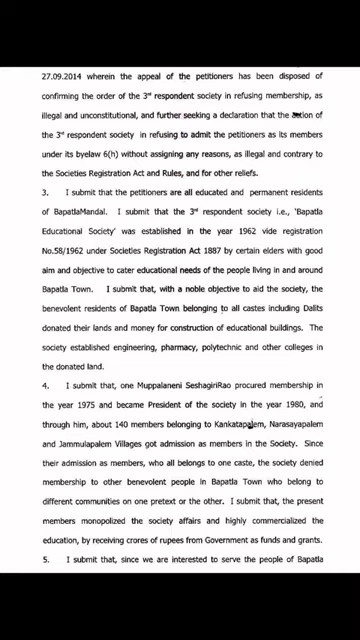 27.09.2014 wherein the appeal of the petitioners has been disposed of
confirming the order of the 3rd respondent society in refusing membership, as
illegal and unconstitutional, and further seeking a declaration that the action of
the 3rd respondent society in refusing to admit the petitioners as its members
under its byelaw 6(h) without assigning any reasons, as illegal and contrary to
the Societies Registration Act and Rules, and for other reliefs.
3. I submit that the petitioners are all educated and permanent residents
of BapatlaMandal. I submit that the 3rd respondent society i.e., 'Bapatla
Educational Society' was established in the year 1962 vide registration
No.58/1962 under Societies Registration Act 1887 by certain elders with good
aim and objective to cater educational needs of the people living in and around
Bapatla Town. I submit that, with a noble objective to aid the society, the
benevolent residents of Bapatla Town belonging to all castes including Dalits
donated their lands and money for construction of educational buildings. The
society established engineering, pharmacy, polytechnic and other colleges in
the donated land.
4. I submit that, one Muppalaneni SeshagiriRao procured membership in
the year 1975 and became President of the society in the year 1980, and
through him, about 140 members belonging to Kankatapalem, Narasayapalem
and Jammulapalem Villages got admission as members in the Society. Since
their admission as members, who all belongs to one caste, the society denied
membership to other benevolent people in Bapatla Town who belong to
different communities on one pretext or the other. I submit that, the present
members monopolized the society affairs and highly commercialized the
education, by receiving crores of rupees from Government as funds and grants.
5. I submit that, since we are interested to serve the people of Bapatla